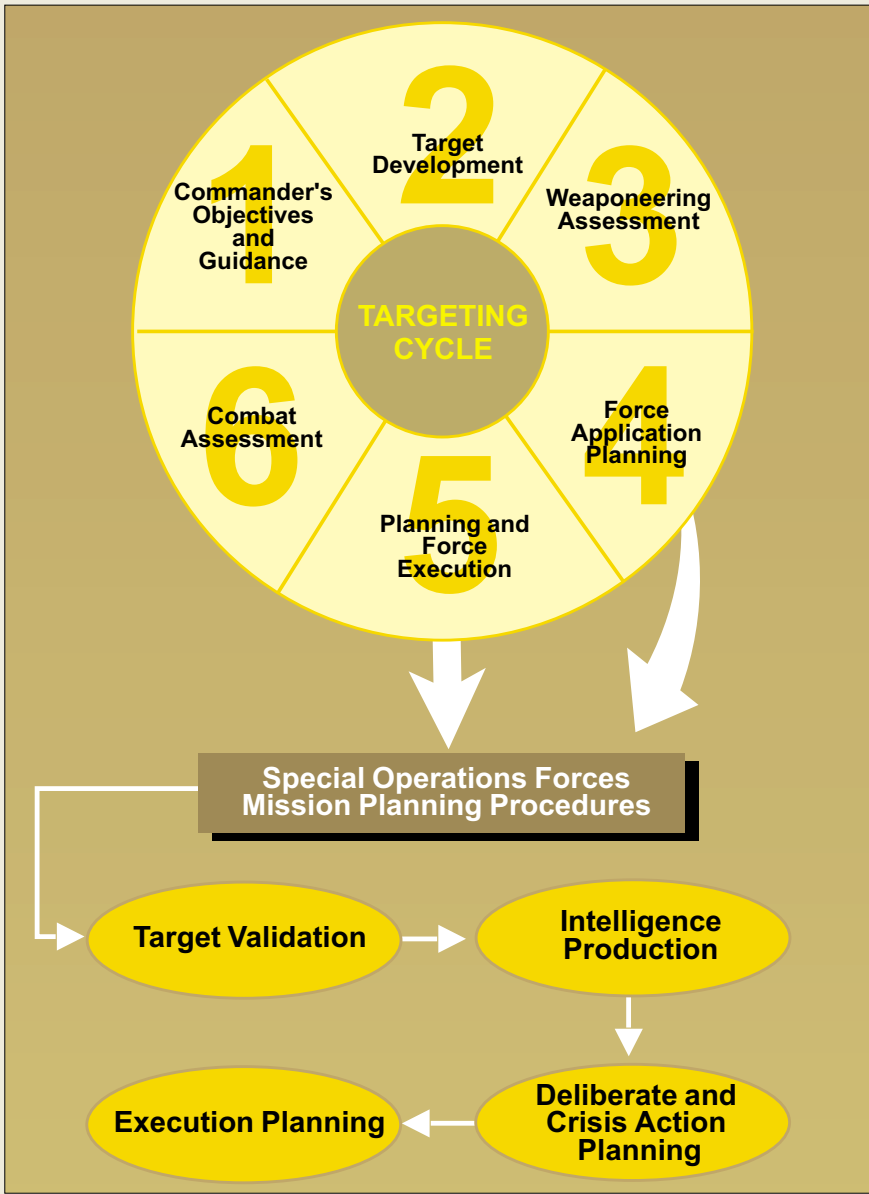 1
Commander's
Objectives
and
Guidance
2
Target
Development
3
Weaponeering
Assessment
4
Force
Application
Planning
5
Planning and
Force
Execution
6
Combat
Assessment
TARGETING
CYCLE
Special Operations Forces
Mission Planning Procedures
Target Validation
Intelligence
Production
Deliberate and
Crisis Action
Planning
Execution Planning